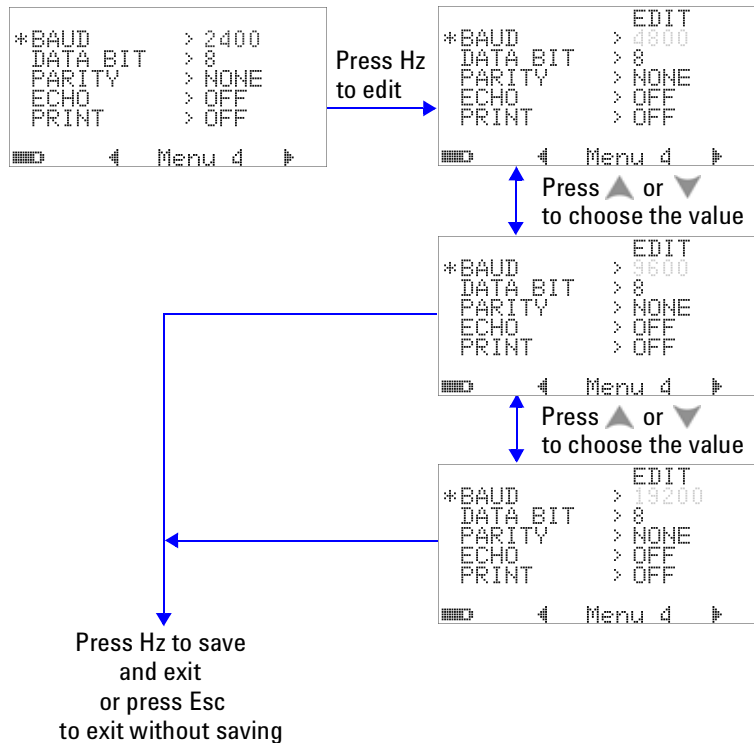 *BAUD > 2400
DATA BIT > 8
PARITY > NONE
ECHO > OFF
PRINT > OFF
Menu 4
Press Hz
to edit
EDIT
*BAUD > 4800
DATA BIT > 8
PARITY > NONE
ECHO > OFF
PRINT > OFF
Menu 4
Press ▲ or ▼
to choose the value
EDIT
*BAUD > 9600
DATA BIT > 8
PARITY > NONE
ECHO > OFF
PRINT > OFF
Menu 4
Press ▲ or ▼
to choose the value
EDIT
*BAUD > 19200
DATA BIT > 8
PARITY > NONE
ECHO > OFF
PRINT > OFF
Menu 4
Press Hz to save
and exit
or press Esc
to exit without saving